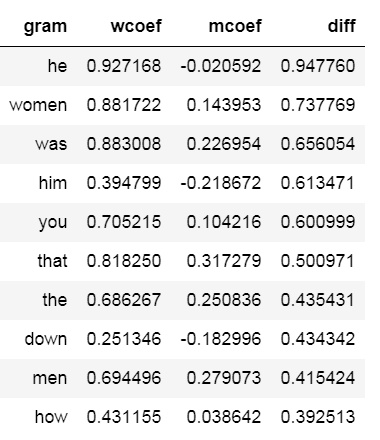 gram wcoef mcoef diff
he 0.927168 -0.020592 0.947760
women 0.881722 0.143953 0.737769
was 0.883008 0.226954 0.656054
him 0.394799 -0.218672 0.613471
you 0.705215 0.104216 0.600999
that 0.818250 0.317279 0.500971
the 0.686267 0.250836 0.435431
down 0.251346 -0.182996 0.434342
men 0.694496 0.279073 0.415424
how 0.431155 0.038642 0.392513